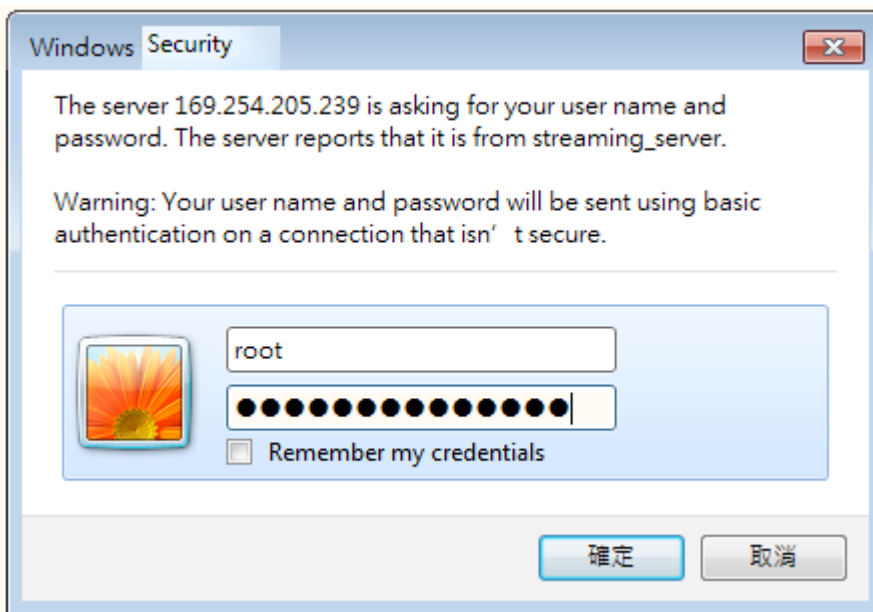 Windows Security
The server 169.254.205.239 is asking for your user name and
password. The server reports that it is from streaming_server.
Warning: Your user name and password will be sent using basic
authentication on a connection that isn' t secure.
root
●●●●●●●●●●●●●●
Remember my credentials
確定
取消